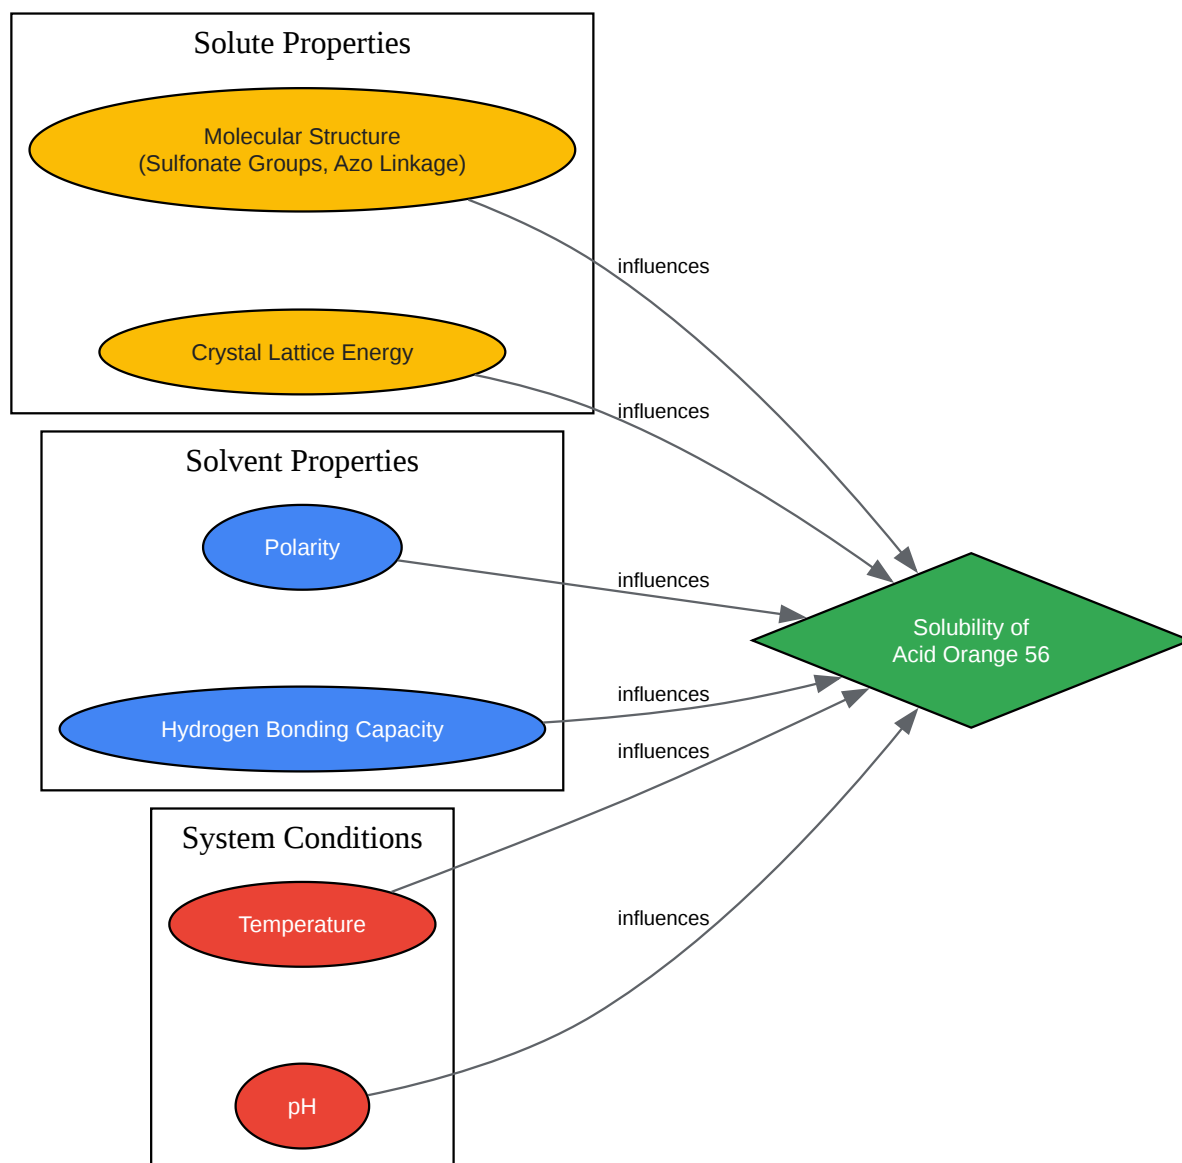 Solute Properties
Molecular Structure
(Sulfonate Groups, Azo Linkage)
influences
Crystal Lattice Energy
influences
Solvent Properties
Polarity
influences
Hydrogen Bonding Capacity
influences
Solubility of
Acid Orange 56
System Conditions
influences
Temperature
influences
pH